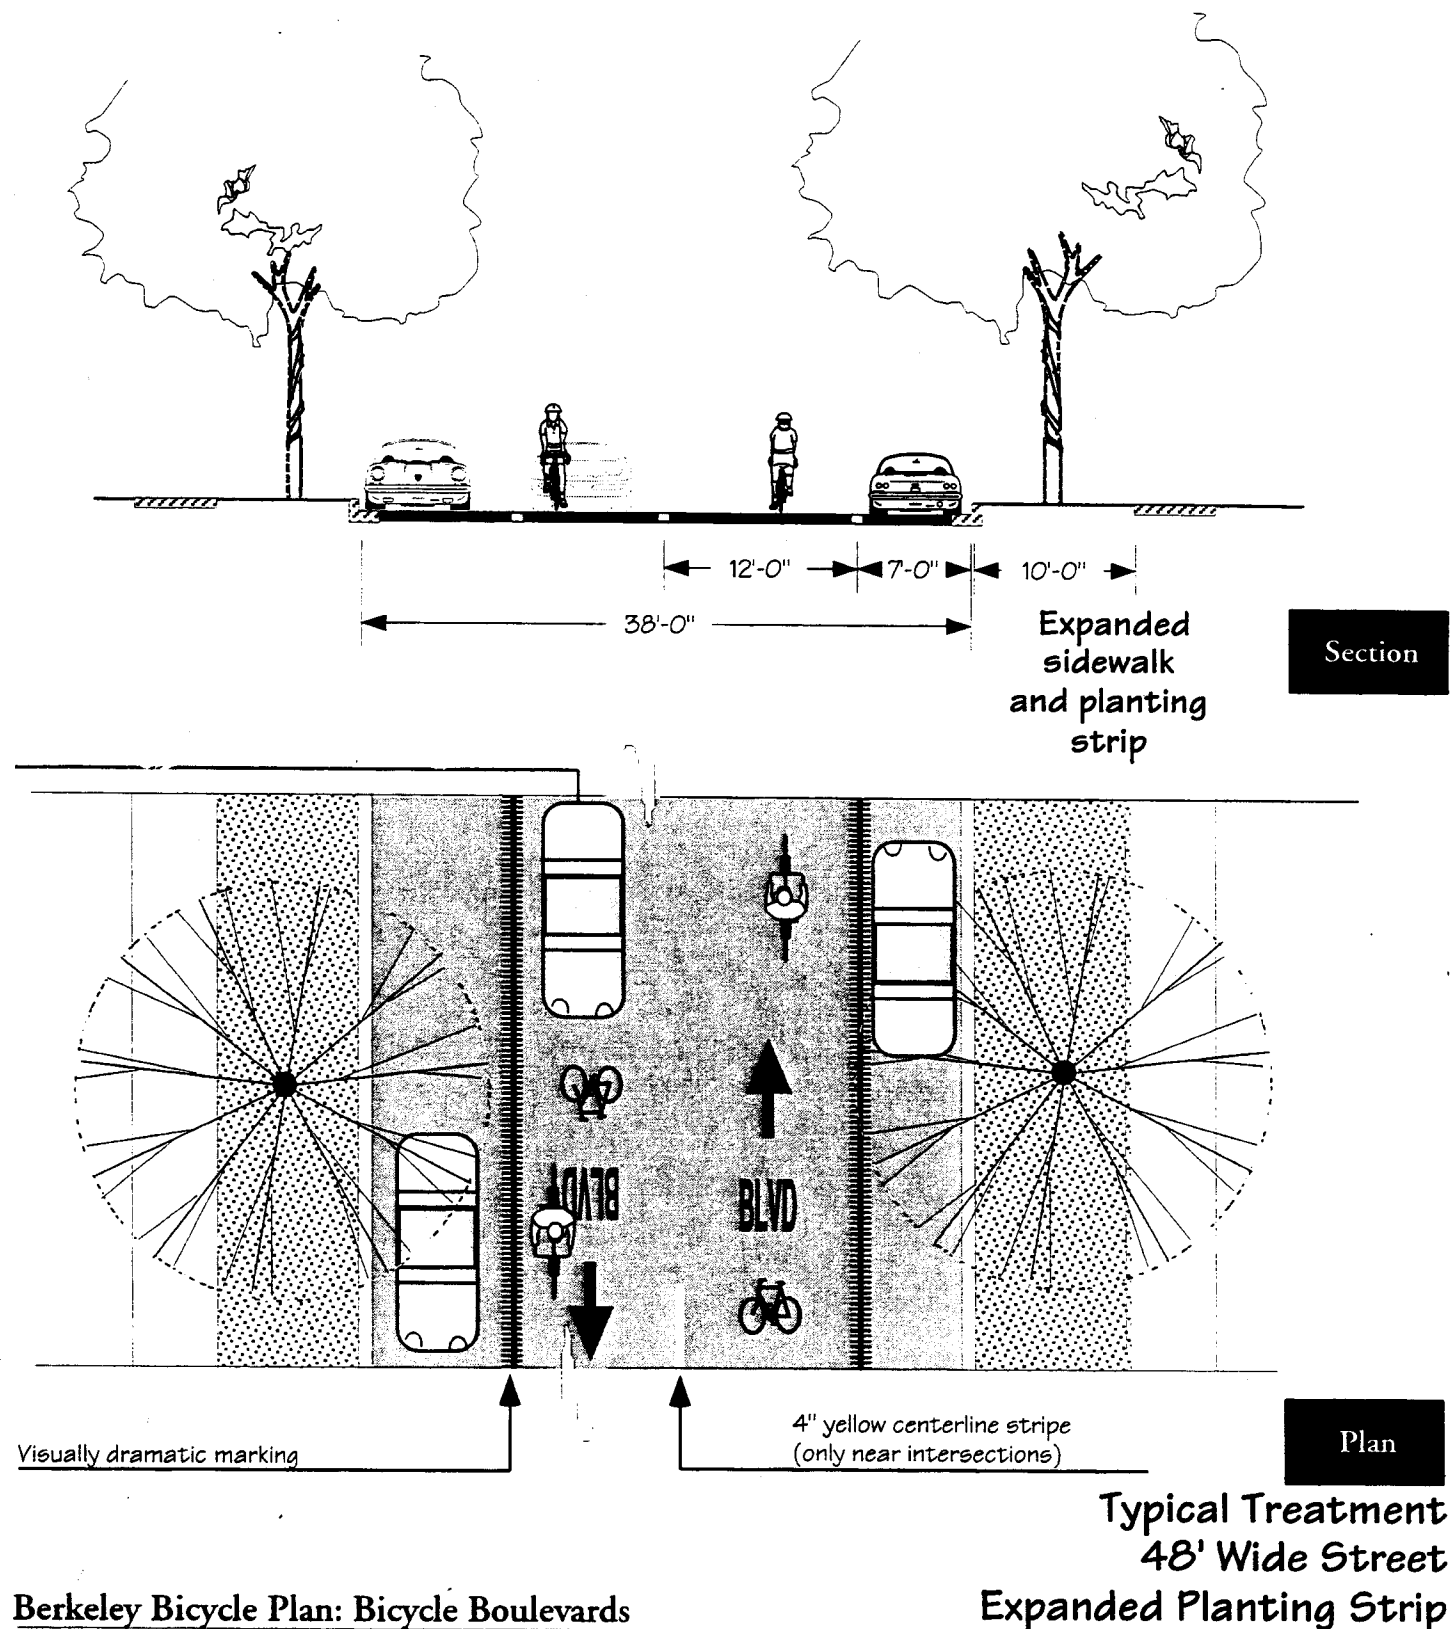 12'-0" 7'-0" 10'-0"
38'-0"
Expanded
sidewalk
and planting
strip
Section
BLVD
BLVD
Visually dramatic marking
4" yellow centerline stripe
(only near intersections)
Plan
Typical Treatment
48' Wide Street
Expanded Planting Strip
Berkeley Bicycle Plan: Bicycle Boulevards